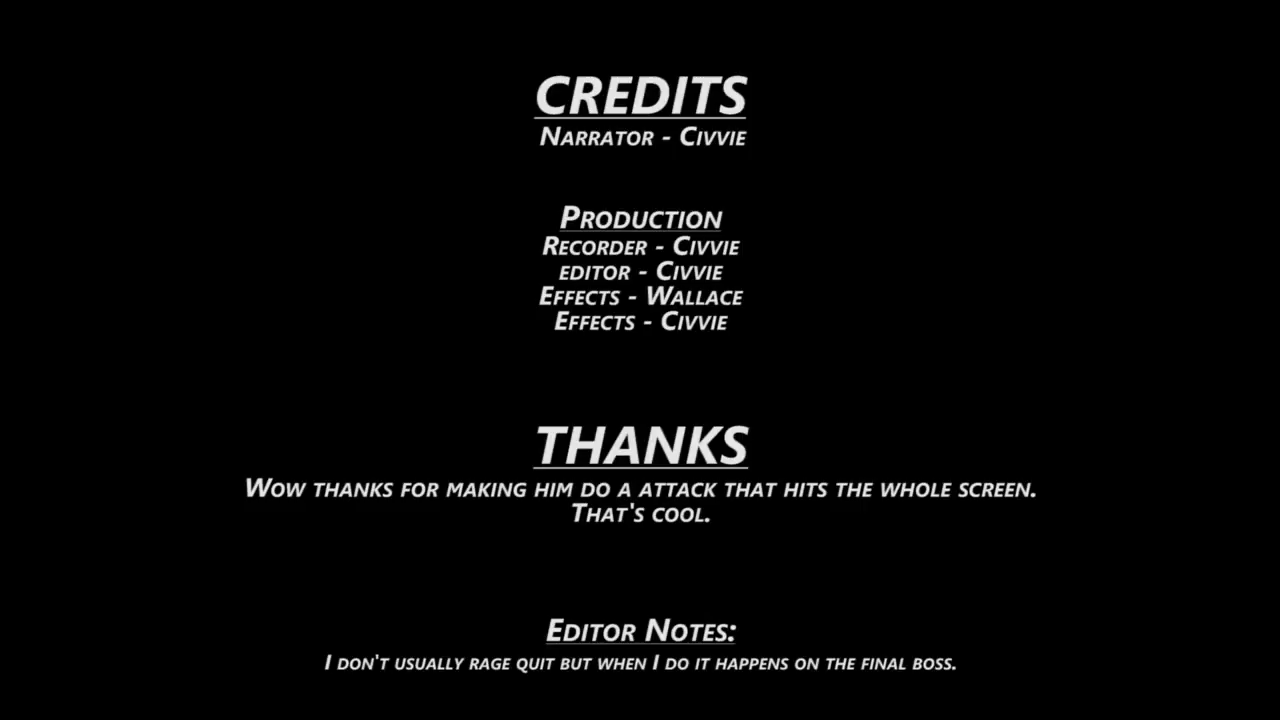 CREDITS
NARRATOR - CIVVIE
PRODUCTION
RECORDER - CIVVIE
EDITOR - CIVVIE
EFFECTS - WALLACE
EFFECTS - CIVVIE
THANKS
WOW THANKS FOR MAKING HIM DO A ATTACK THAT HITS THE WHOLE SCREEN.
THAT'S COOL.
EDITOR NOTES:
I DON'T USUALLY RAGE QUIT BUT WHEN I DO IT HAPPENS ON THE FINAL BOSS.